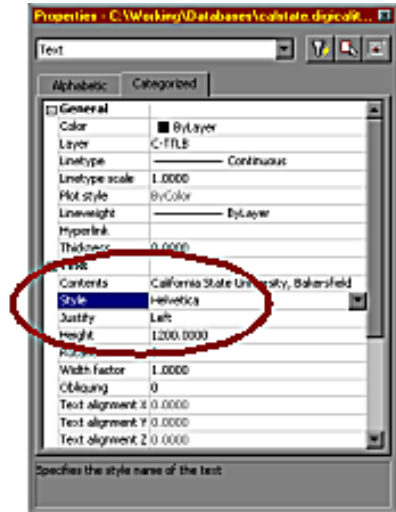 Properties - C:\Working\Databases\calstate.digicalit...
Text
Alphabetic Categorized
General
Color ByLayer
Layer C-TTLB
Linetype Continuous
Linetype scale 1.0000
Plot style ByColor
Lineweight ByLayer
Hyperlink
Thickness 0.0000
Text
Contents California State University, Bakersfield
Style Helvetica
Justify Left
Height 1200.0000
Width factor 1.0000
Obliquing 0
Text alignment X 0.0000
Text alignment Y 0.0000
Text alignment Z 0.0000
Specifies the style name of the text